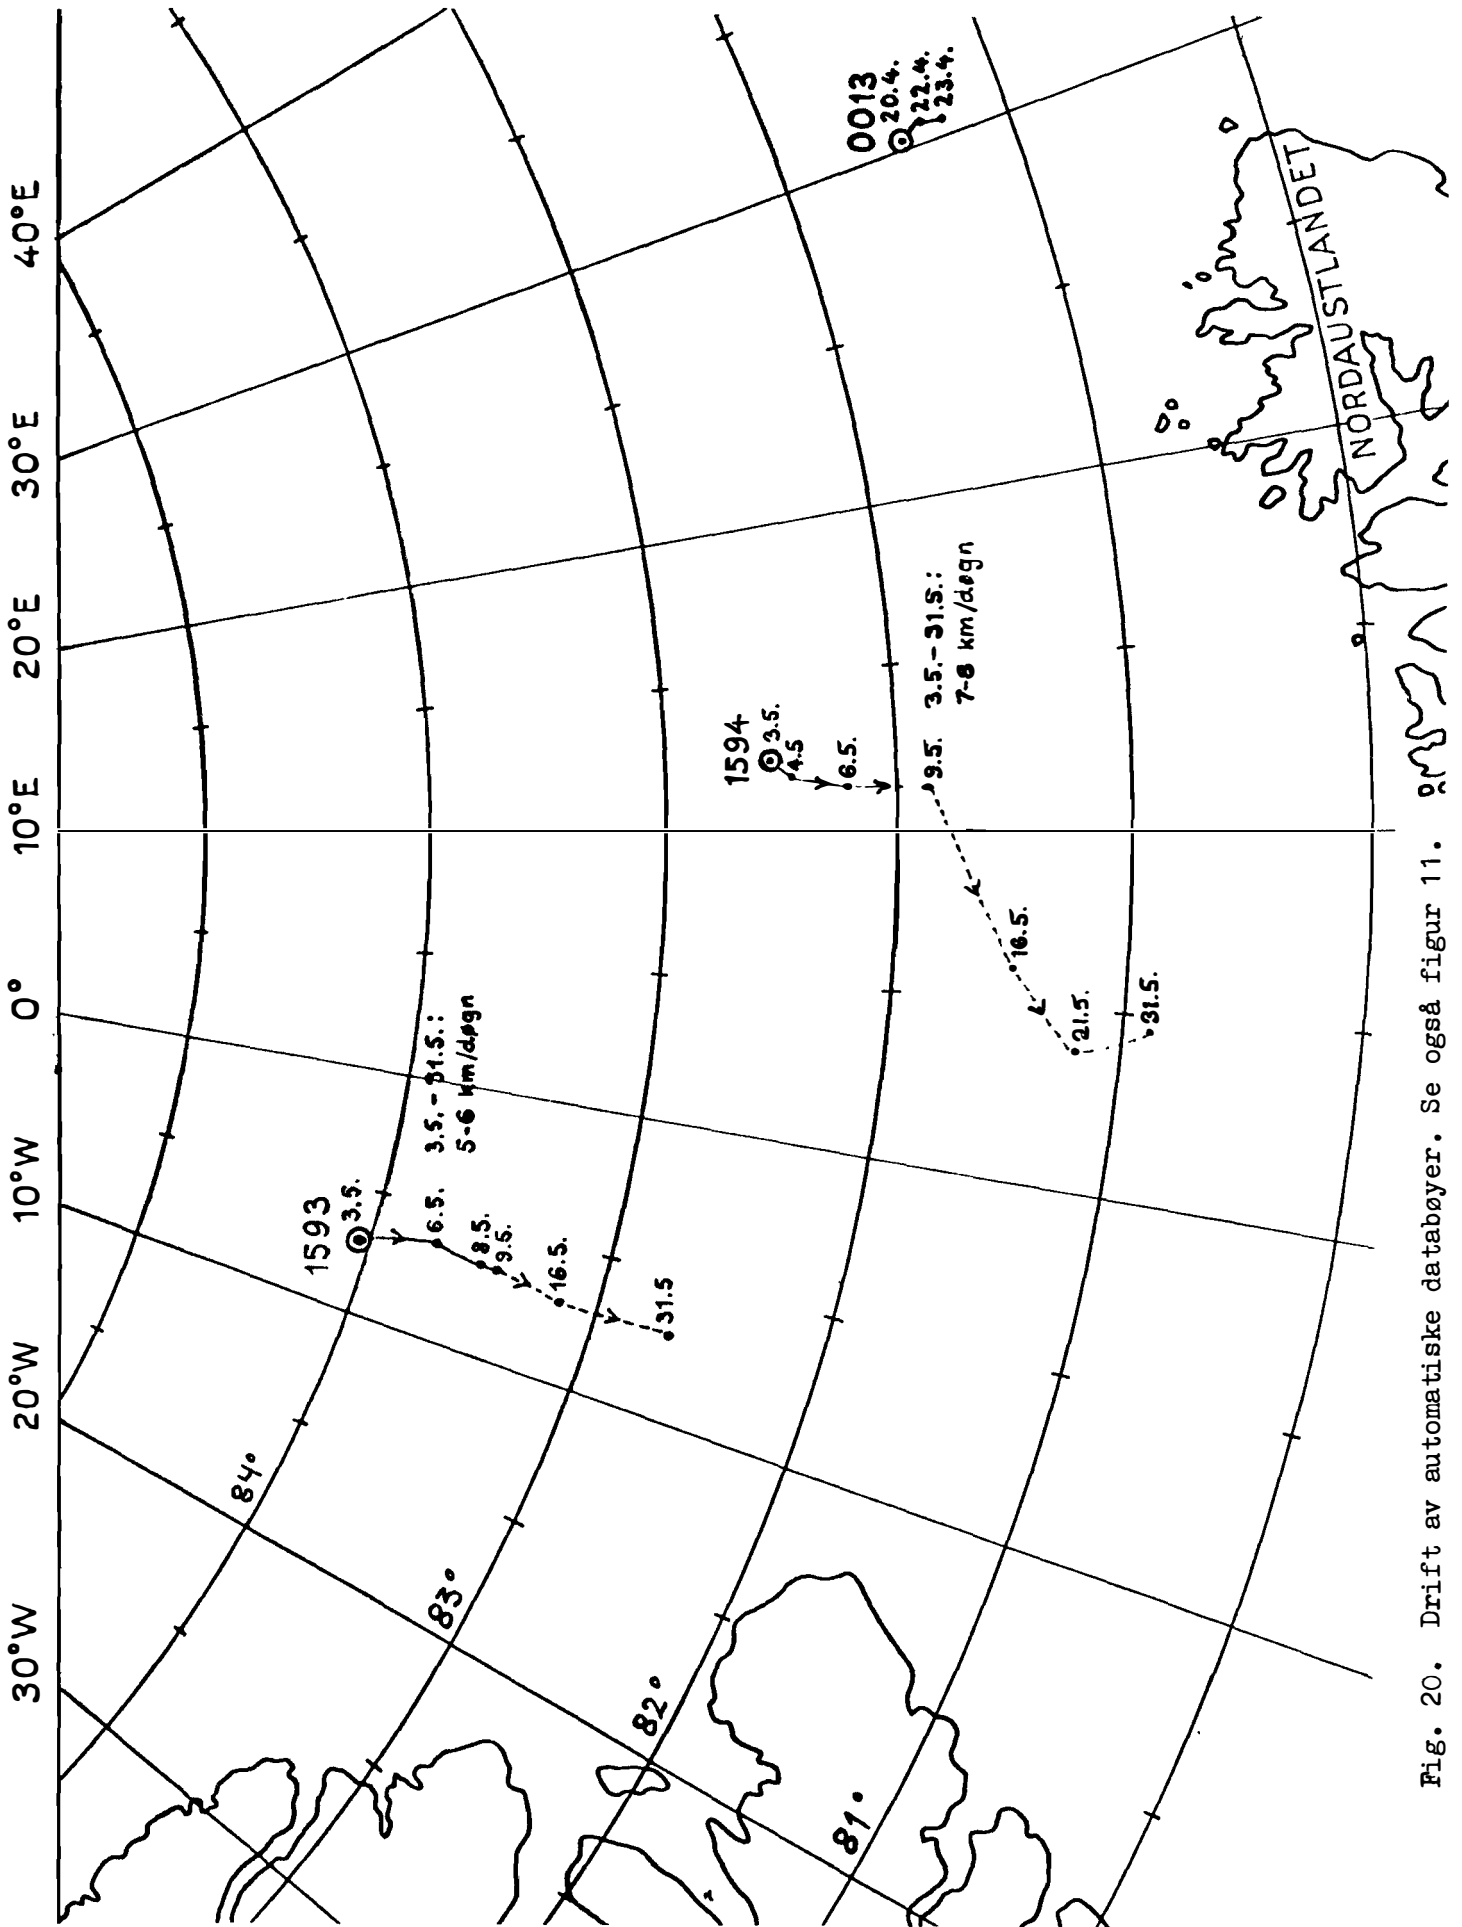 30°W
20°W
10°W
0°
10°E
20°E
30°E
40°E
84°
83°
82°
81°
1593
3.5.
6.5.
8.5.
9.5.
16.5.
31.5
3.5.-31.5.:
5-6 km/døgn
1594
3.5.
4.5
6.5.
9.5.
16.5.
21.5.
31.5.
3.5.-31.5.:
7-8 km/døgn
0013
20.4.
22.4.
23.4.
NORDAUSTLANDET
Fig. 20. Drift av automatiske databøyer. Se også figur 11.